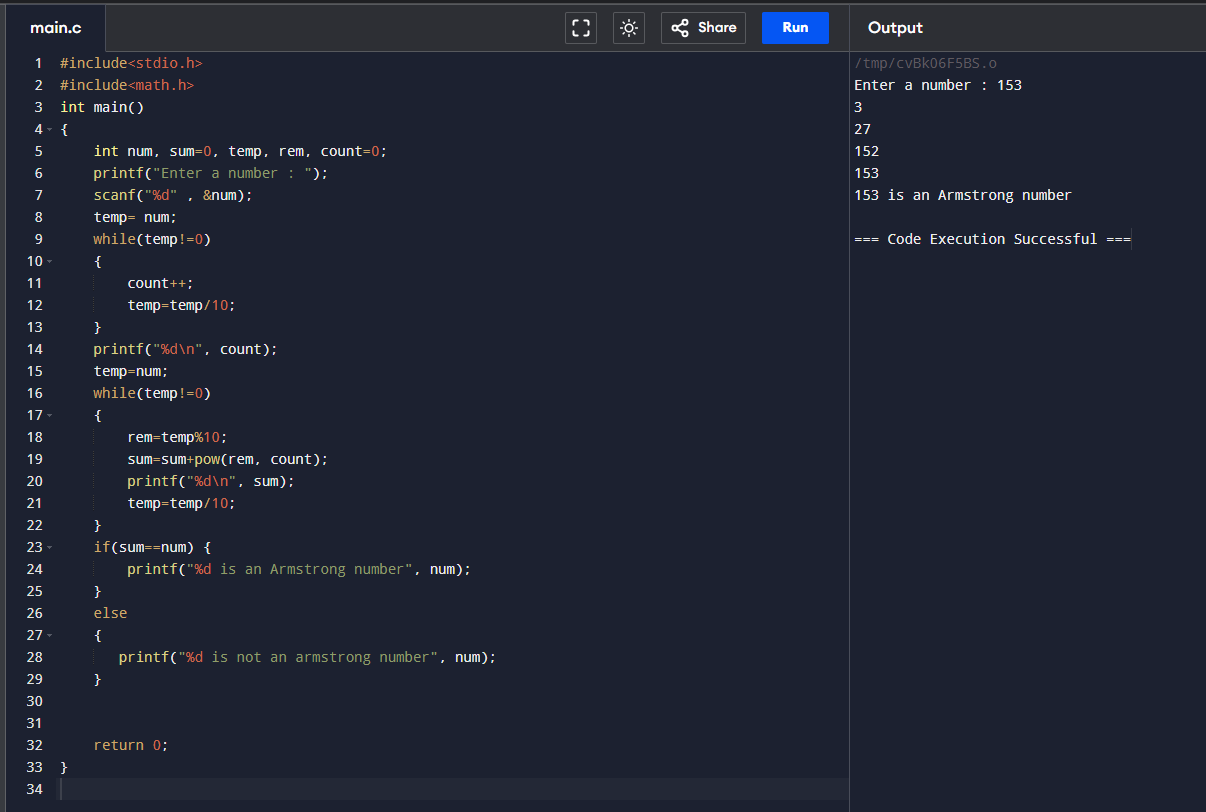 main.c
Share
Run
Output
1 #include<stdio.h>
2 #include<math.h>
3 int main()
4 {
5     int num, sum=0, temp, rem, count=0;
6     printf("Enter a number : ");
7     scanf("%d" , &num);
8     temp= num;
9     while(temp!=0)
10     {
11         count++;
12         temp=temp/10;
13     }
14     printf("%d\n", count);
15     temp=num;
16     while(temp!=0)
17     {
18         rem=temp%10;
19         sum=sum+pow(rem, count);
20         printf("%d\n", sum);
21         temp=temp/10;
22     }
23     if(sum==num) {
24         printf("%d is an Armstrong number", num);
25     }
26     else
27     {
28        printf("%d is not an armstrong number", num);
29     }
30
31
32     return 0;
33 }
34
/tmp/cvBkO6F5BS.o
Enter a number : 153
3
27
152
153
153 is an Armstrong number
=== Code Execution Successful ===